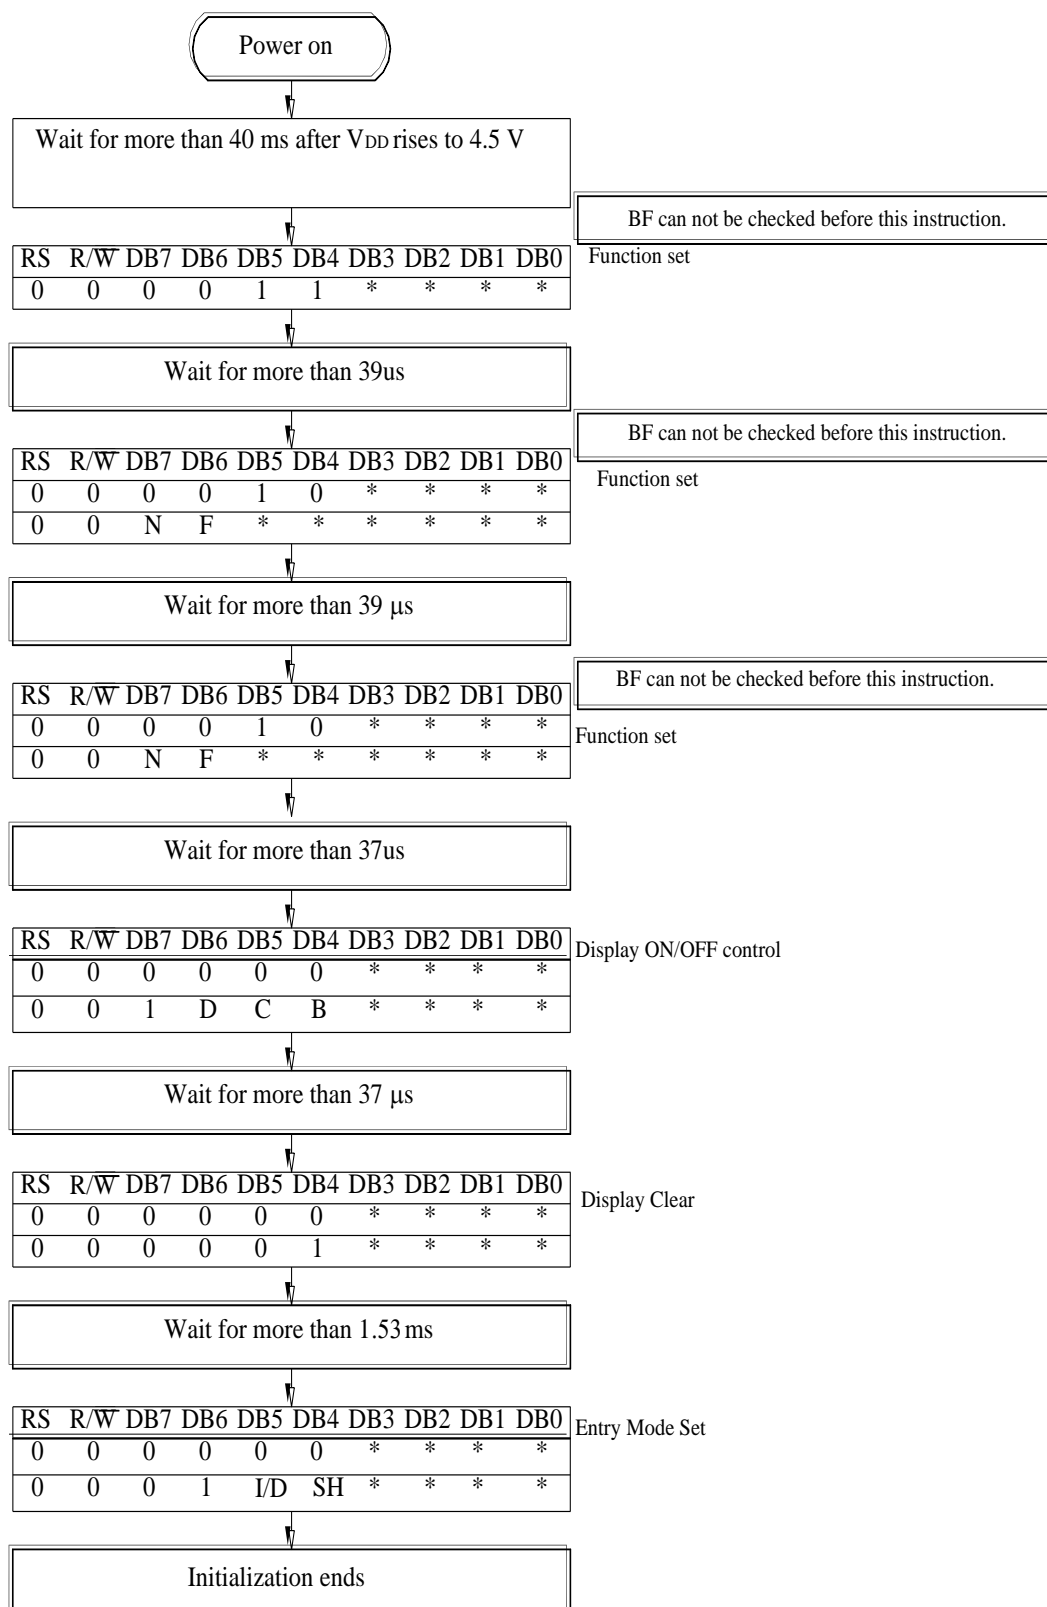 Power on
Wait for more than 40 ms after VDD rises to 4.5 V
BF can not be checked before this instruction.
RS R/W̅ DB7 DB6 DB5 DB4 DB3 DB2 DB1 DB0
Function set
0 0 0 0 1 1 * * * *
Wait for more than 39us
BF can not be checked before this instruction.
RS R/W̅ DB7 DB6 DB5 DB4 DB3 DB2 DB1 DB0
Function set
0 0 0 0 1 0 * * * *
0 0 N F * * * * * *
Wait for more than 39 μs
BF can not be checked before this instruction.
RS R/W̅ DB7 DB6 DB5 DB4 DB3 DB2 DB1 DB0
0 0 0 0 1 0 * * * *
Function set
0 0 N F * * * * * *
Wait for more than 37us
RS R/W̅ DB7 DB6 DB5 DB4 DB3 DB2 DB1 DB0
Display ON/OFF control
0 0 0 0 0 0 * * * *
0 0 1 D C B * * * *
Wait for more than 37 μs
RS R/W̅ DB7 DB6 DB5 DB4 DB3 DB2 DB1 DB0
Display Clear
0 0 0 0 0 0 * * * *
0 0 0 0 0 1 * * * *
Wait for more than 1.53 ms
RS R/W̅ DB7 DB6 DB5 DB4 DB3 DB2 DB1 DB0
Entry Mode Set
0 0 0 0 0 0 * * * *
0 0 0 1 I/D SH * * * *
Initialization ends